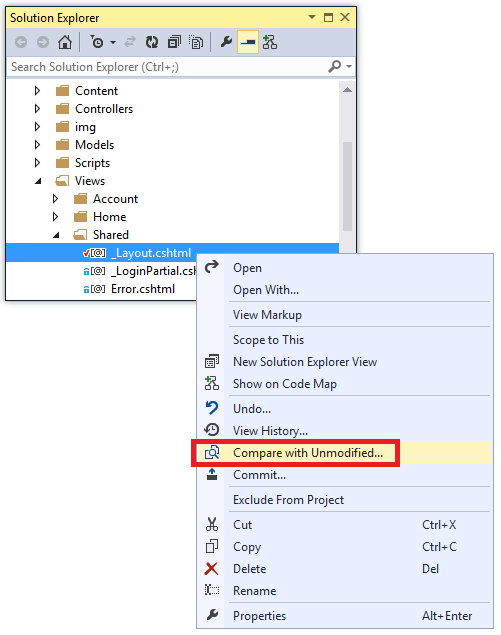 Solution Explorer
Search Solution Explorer (Ctrl+;)
Content
Controllers
img
Models
Scripts
Views
Account
Home
Shared
_Layout.cshtml
_LoginPartial.csh
Error.cshtml
Open
Open With...
View Markup
Scope to This
New Solution Explorer View
Show on Code Map
Undo...
View History...
Compare with Unmodified...
Commit...
Exclude From Project
Cut Ctrl+X
Copy Ctrl+C
Delete Del
Rename
Properties Alt+Enter